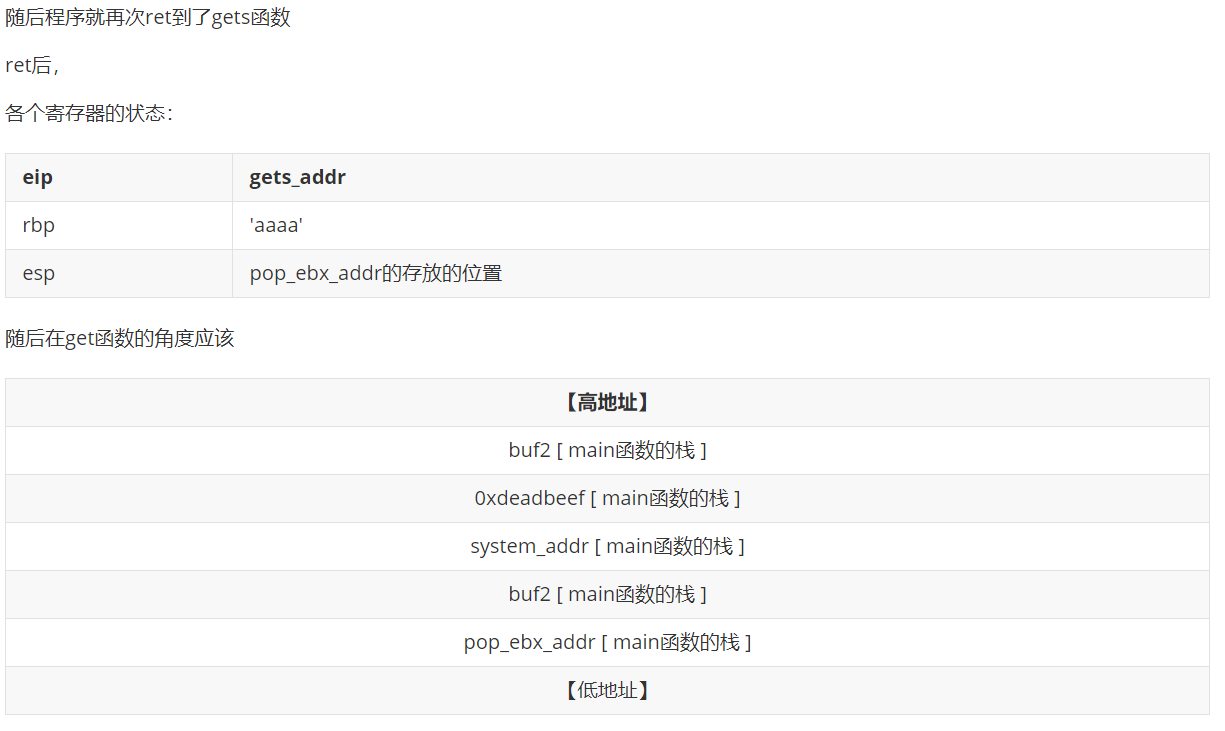 随后程序就再次ret到了gets函数
ret后，
各个寄存器的状态：
eip gets_addr
rbp 'aaaa'
esp pop_ebx_addr的存放的位置
随后在get函数的角度应该
【高地址】
buf2 [ main函数的栈 ]
0xdeadbeef [ main函数的栈 ]
system_addr [ main函数的栈 ]
buf2 [ main函数的栈 ]
pop_ebx_addr [ main函数的栈 ]
【低地址】